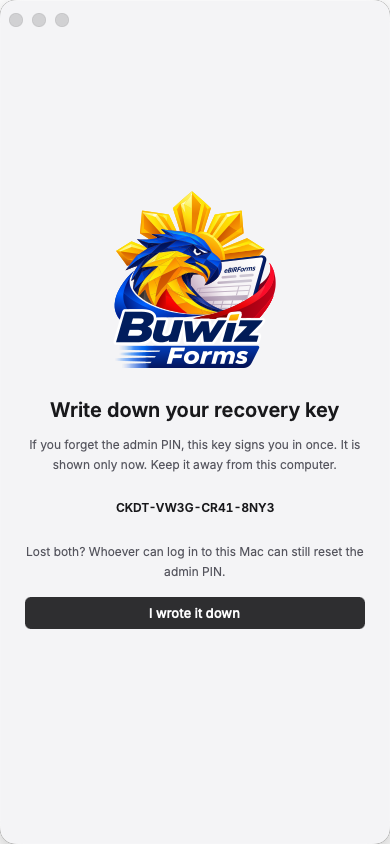 eBIRForms
Buwiz
Forms
Write down your recovery key
If you forget the admin PIN, this key signs you in once. It is
shown only now. Keep it away from this computer.
CKDT-VW3G-CR41-8NY3
Lost both? Whoever can log in to this Mac can still reset the
admin PIN.
I wrote it down